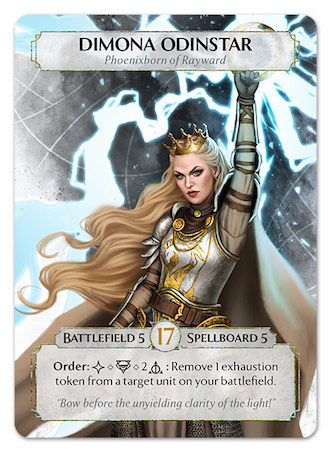 DIMONA ODINSTAR
Phoenixborn of Rayward
BATTLEFIELD 5 17 SPELLBOARD 5
Order: 2 : Remove 1 exhaustion
token from a target unit on your battlefield.
"Bow before the unyielding clarity of the light!"